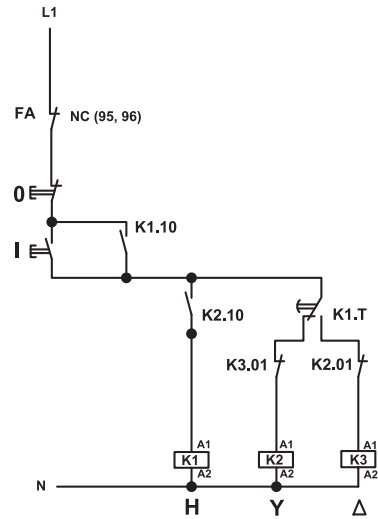 L1
FA NC (95, 96)
0
K1.10
I
K2.10 K1.T
K3.01 K2.01
A1 A1 A1
K1 K2 K3
A2 A2 A2
N
H Y Δ